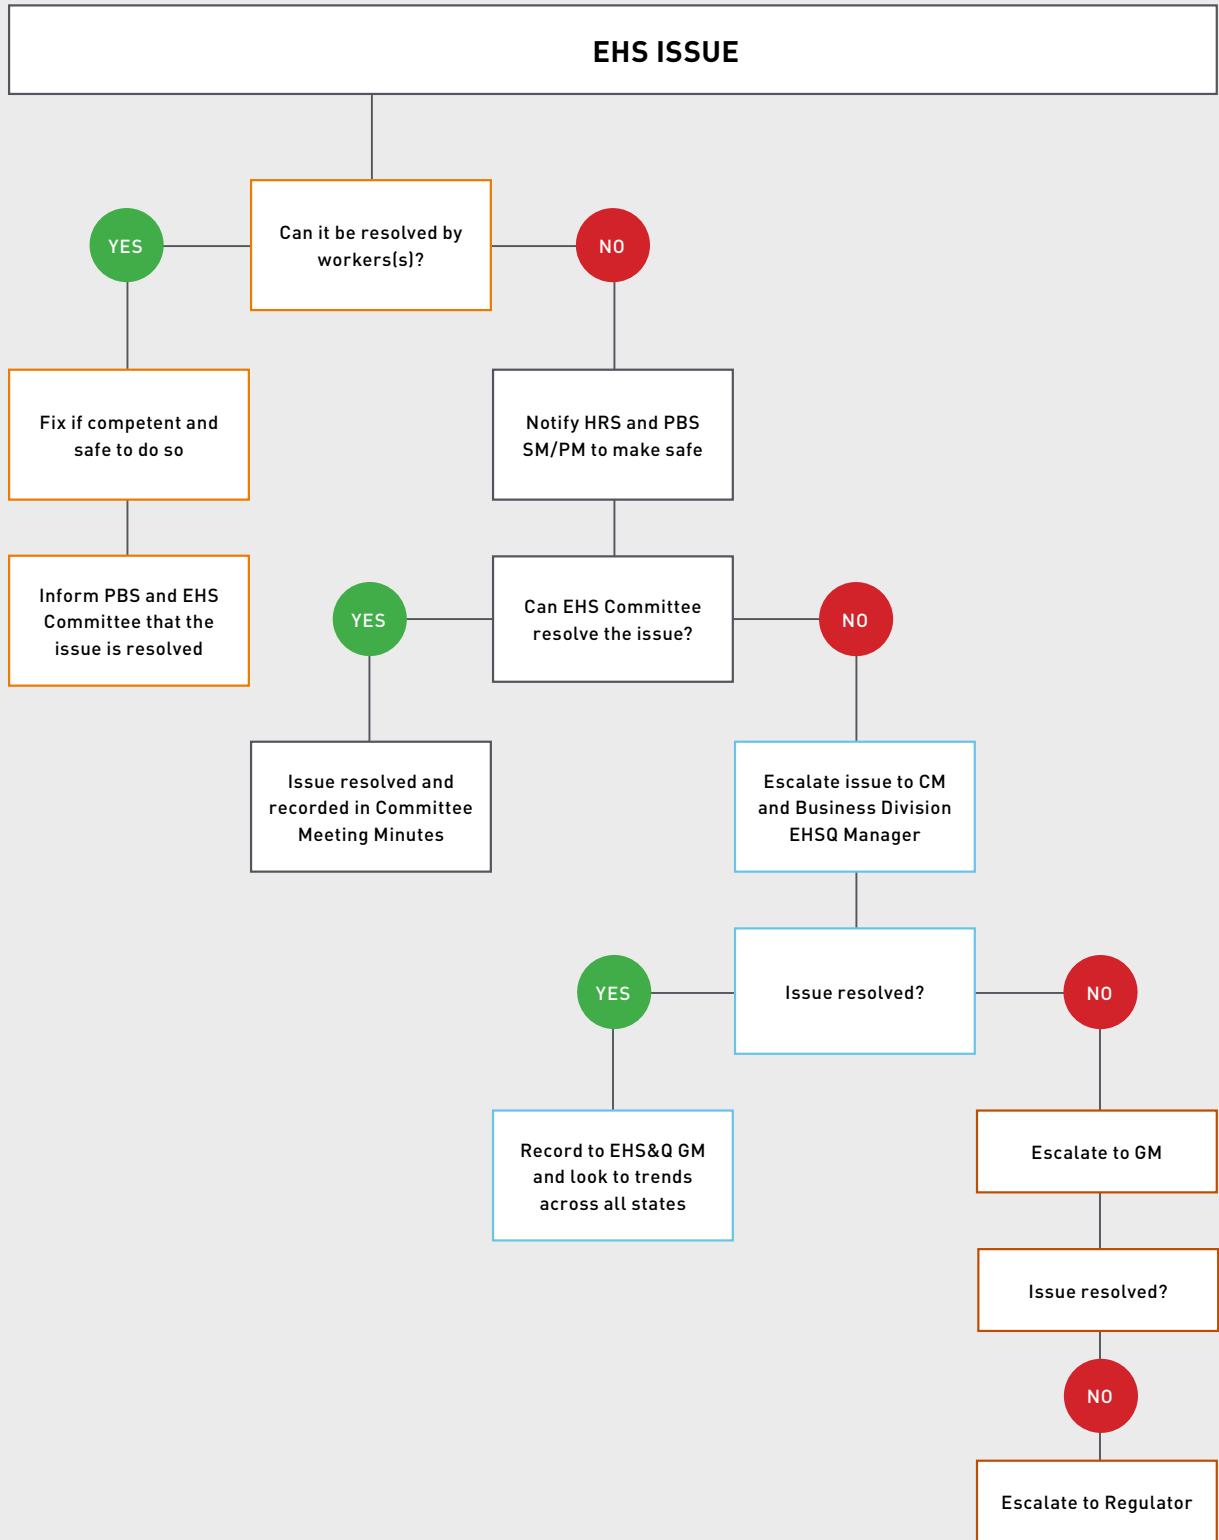 EHS ISSUE
Can it be resolved by
workers(s)?
YES
NO
Fix if competent and
safe to do so
Notify HRS and PBS
SM/PM to make safe
Inform PBS and EHS
Committee that the
issue is resolved
Can EHS Committee
resolve the issue?
YES
NO
Issue resolved and
recorded in Committee
Meeting Minutes
Escalate issue to CM
and Business Division
EHSQ Manager
Issue resolved?
YES
NO
Record to EHS&Q GM
and look to trends
across all states
Escalate to GM
Issue resolved?
NO
Escalate to Regulator